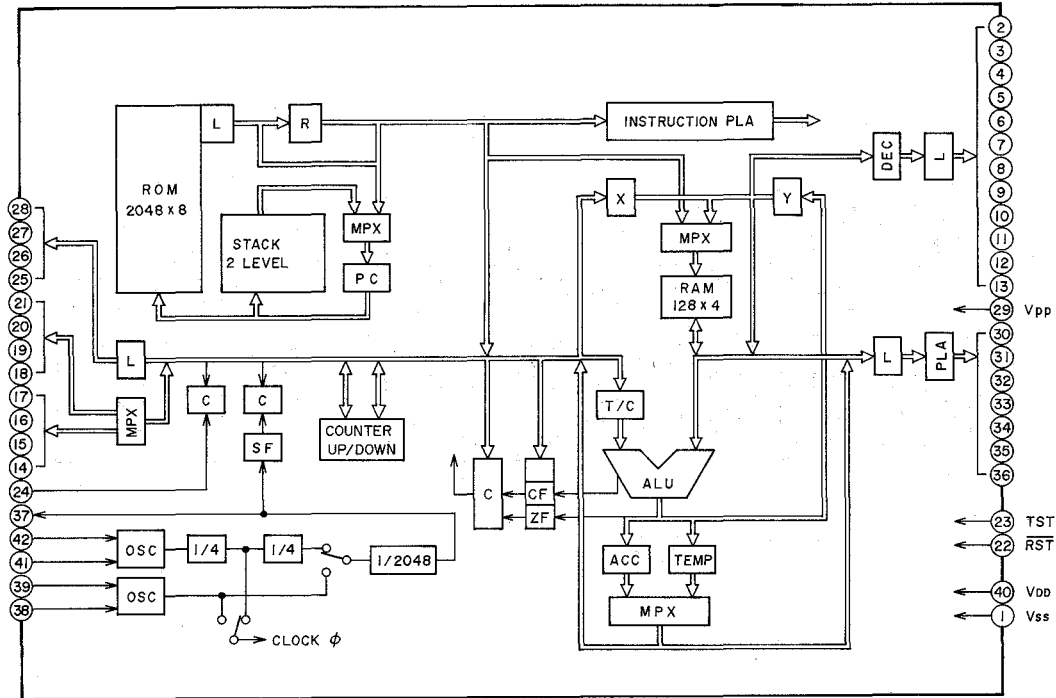 2
3
4
5
6
7
8
9
10
11
12
13
29 VPP
30
31
32
33
34
35
36
23 TST
22 RST
40 VDD
1 VSS
28
27
26
25
21
20
19
18
17
16
15
14
24
37
42
41
39
38
ROM
2048 x 8
L
R
INSTRUCTION PLA
STACK
2 LEVEL
MPX
PC
X
Y
MPX
RAM
128 x 4
DEC
L
L
PLA
L
MPX
C
C
SF
COUNTER
UP/DOWN
T/C
ALU
C
CF
ZF
ACC
TEMP
MPX
OSC
1/4
1/4
1/2048
OSC
CLOCK ϕ